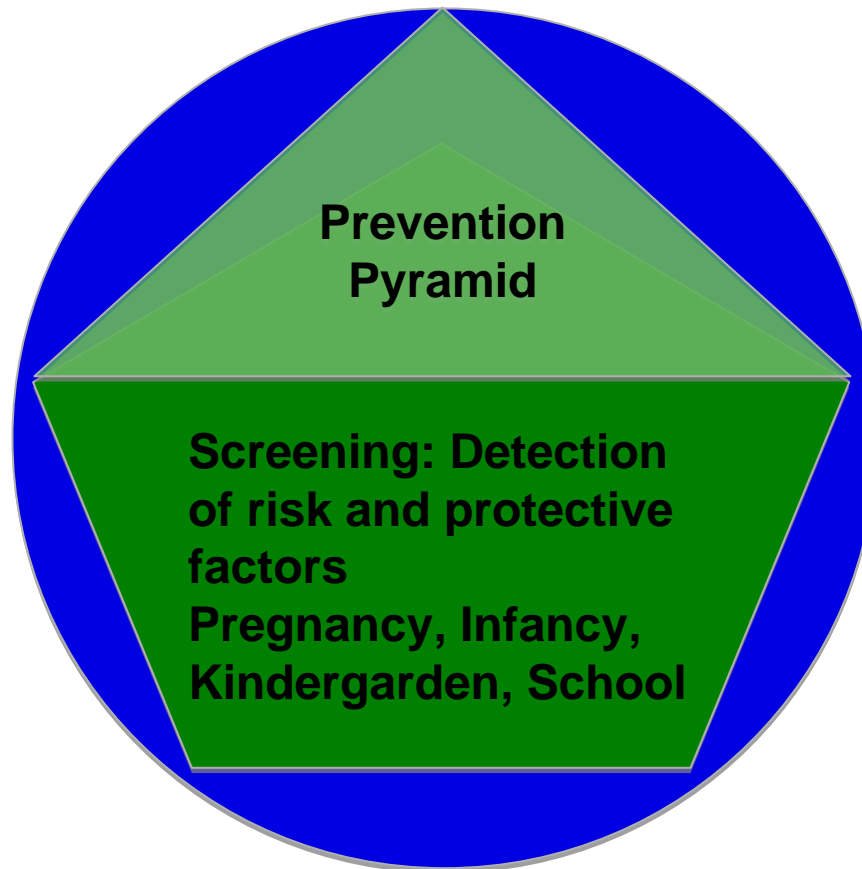 Prevention
Pyramid
Screening: Detection
of risk and protective
factors
Pregnancy, Infancy,
Kindergarden, School